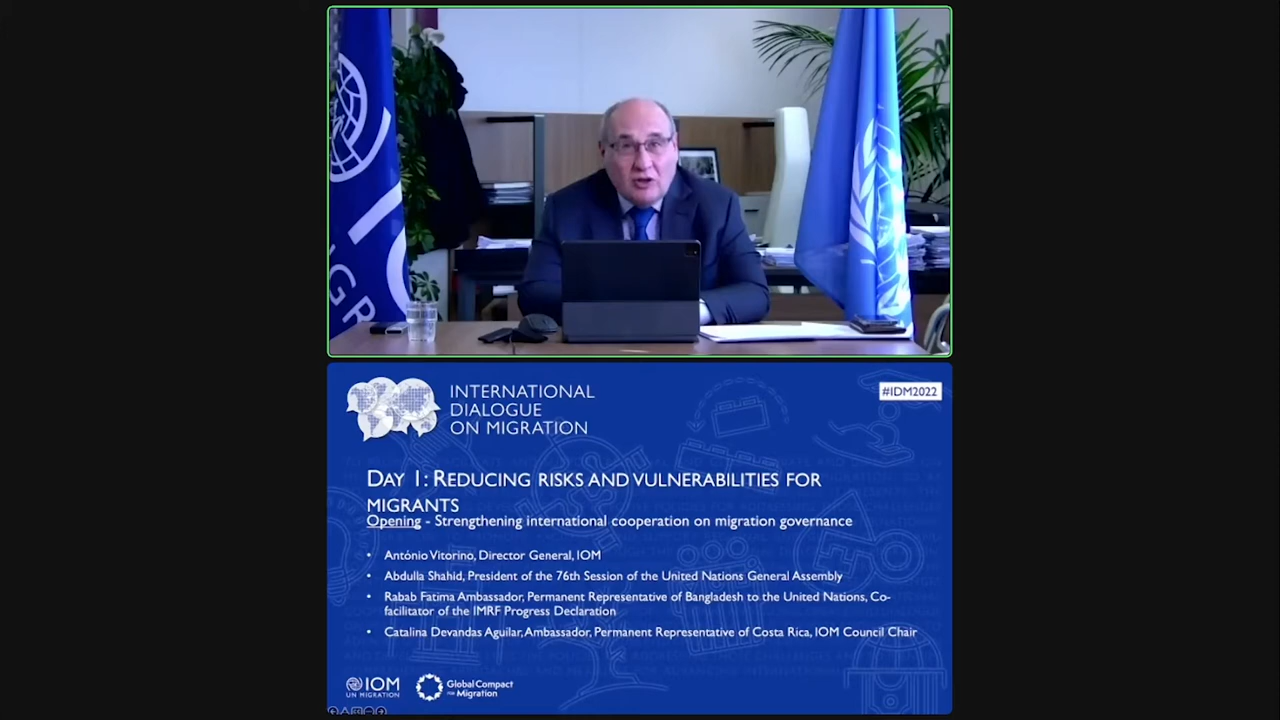 IGR
INTERNATIONAL
DIALOGUE
ON MIGRATION
#IDM2022
DAY 1: REDUCING RISKS AND VULNERABILITIES FOR
MIGRANTS
Opening - Strengthening international cooperation on migration governance
• António Vitorino, Director General, IOM
• Abdulla Shahid, President of the 76th Session of the United Nations General Assembly
• Rabab Fatima Ambassador, Permanent Representative of Bangladesh to the United Nations, Co-
facilitator of the IMRF Progress Declaration
• Catalina Devandas Aguilar, Ambassador, Permanent Representative of Costa Rica, IOM Council Chair
IOM
UN MIGRATION
Global Compact
FOR Migration